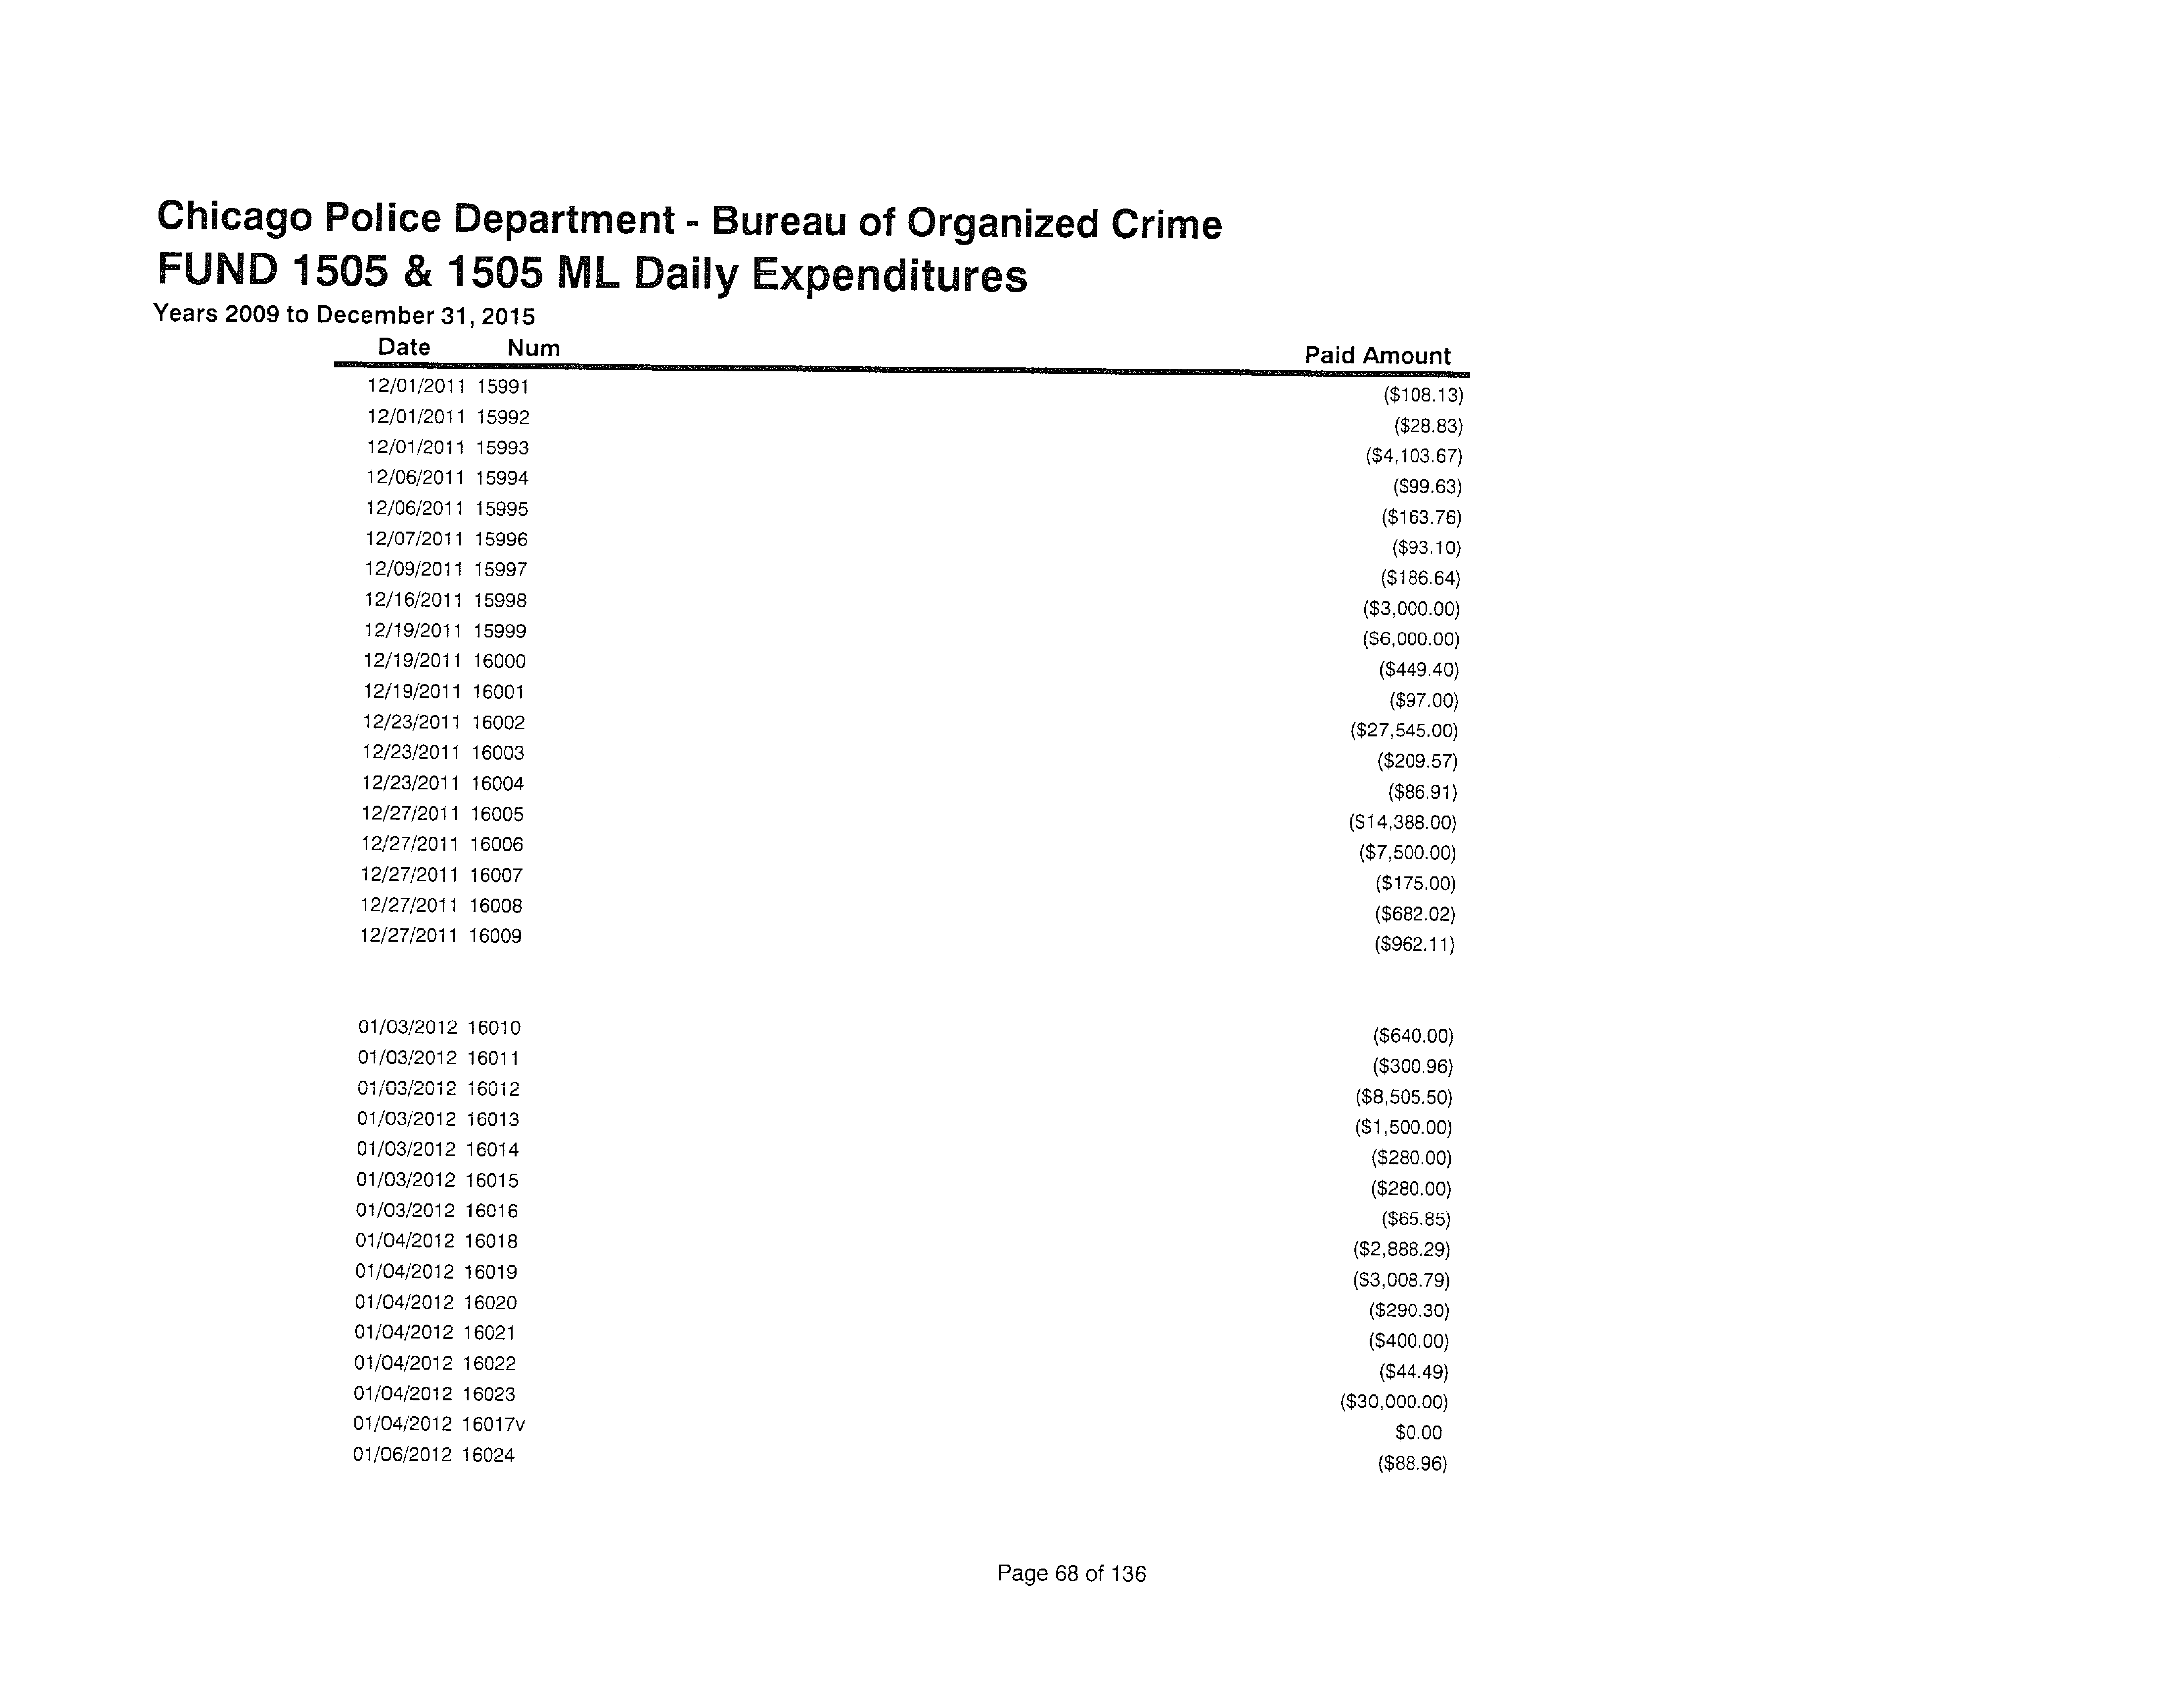 Chicago Police Department - Bureau of Organized Crime
FUND 1505 & 1505 ML Daily Expenditures
Years 2009 to December 31, 2015
Date Num Paid Amount
12/01/2011 15991 ($108.13)
12/01/2011 15992 ($28.83)
12/01/2011 15993 ($4,103.67)
12/06/2011 15994 ($99.63)
12/06/2011 15995 ($163.76)
12/07/2011 15996 ($93.10)
12/09/2011 15997 ($186.64)
12/16/2011 15998 ($3,000.00)
12/19/2011 15999 ($6,000.00)
12/19/2011 16000 ($449.40)
12/19/2011 16001 ($97.00)
12/23/2011 16002 ($27,545.00)
12/23/2011 16003 ($209.57)
12/23/2011 16004 ($86.91)
12/27/2011 16005 ($14,388.00)
12/27/2011 16006 ($7,500.00)
12/27/2011 16007 ($175.00)
12/27/2011 16008 ($682.02)
12/27/2011 16009 ($962.11)
01/03/2012 16010 ($640.00)
01/03/2012 16011 ($300.96)
01/03/2012 16012 ($8,505.50)
01/03/2012 16013 ($1,500.00)
01/03/2012 16014 ($280.00)
01/03/2012 16015 ($280.00)
01/03/2012 16016 ($65.85)
01/04/2012 16018 ($2,888.29)
01/04/2012 16019 ($3,008.79)
01/04/2012 16020 ($290.30)
01/04/2012 16021 ($400.00)
01/04/2012 16022 ($44.49)
01/04/2012 16023 ($30,000.00)
01/04/2012 16017v $0.00
01/06/2012 16024 ($88.96)
Page 68 of 136